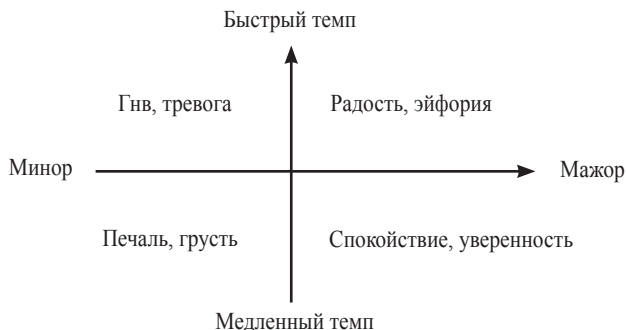 Быстрый темп
Гнв, тревога
Радость, эйфория
Минор
Мажор
Печаль, грусть
Спокойствие, уверенность
Медленный темп